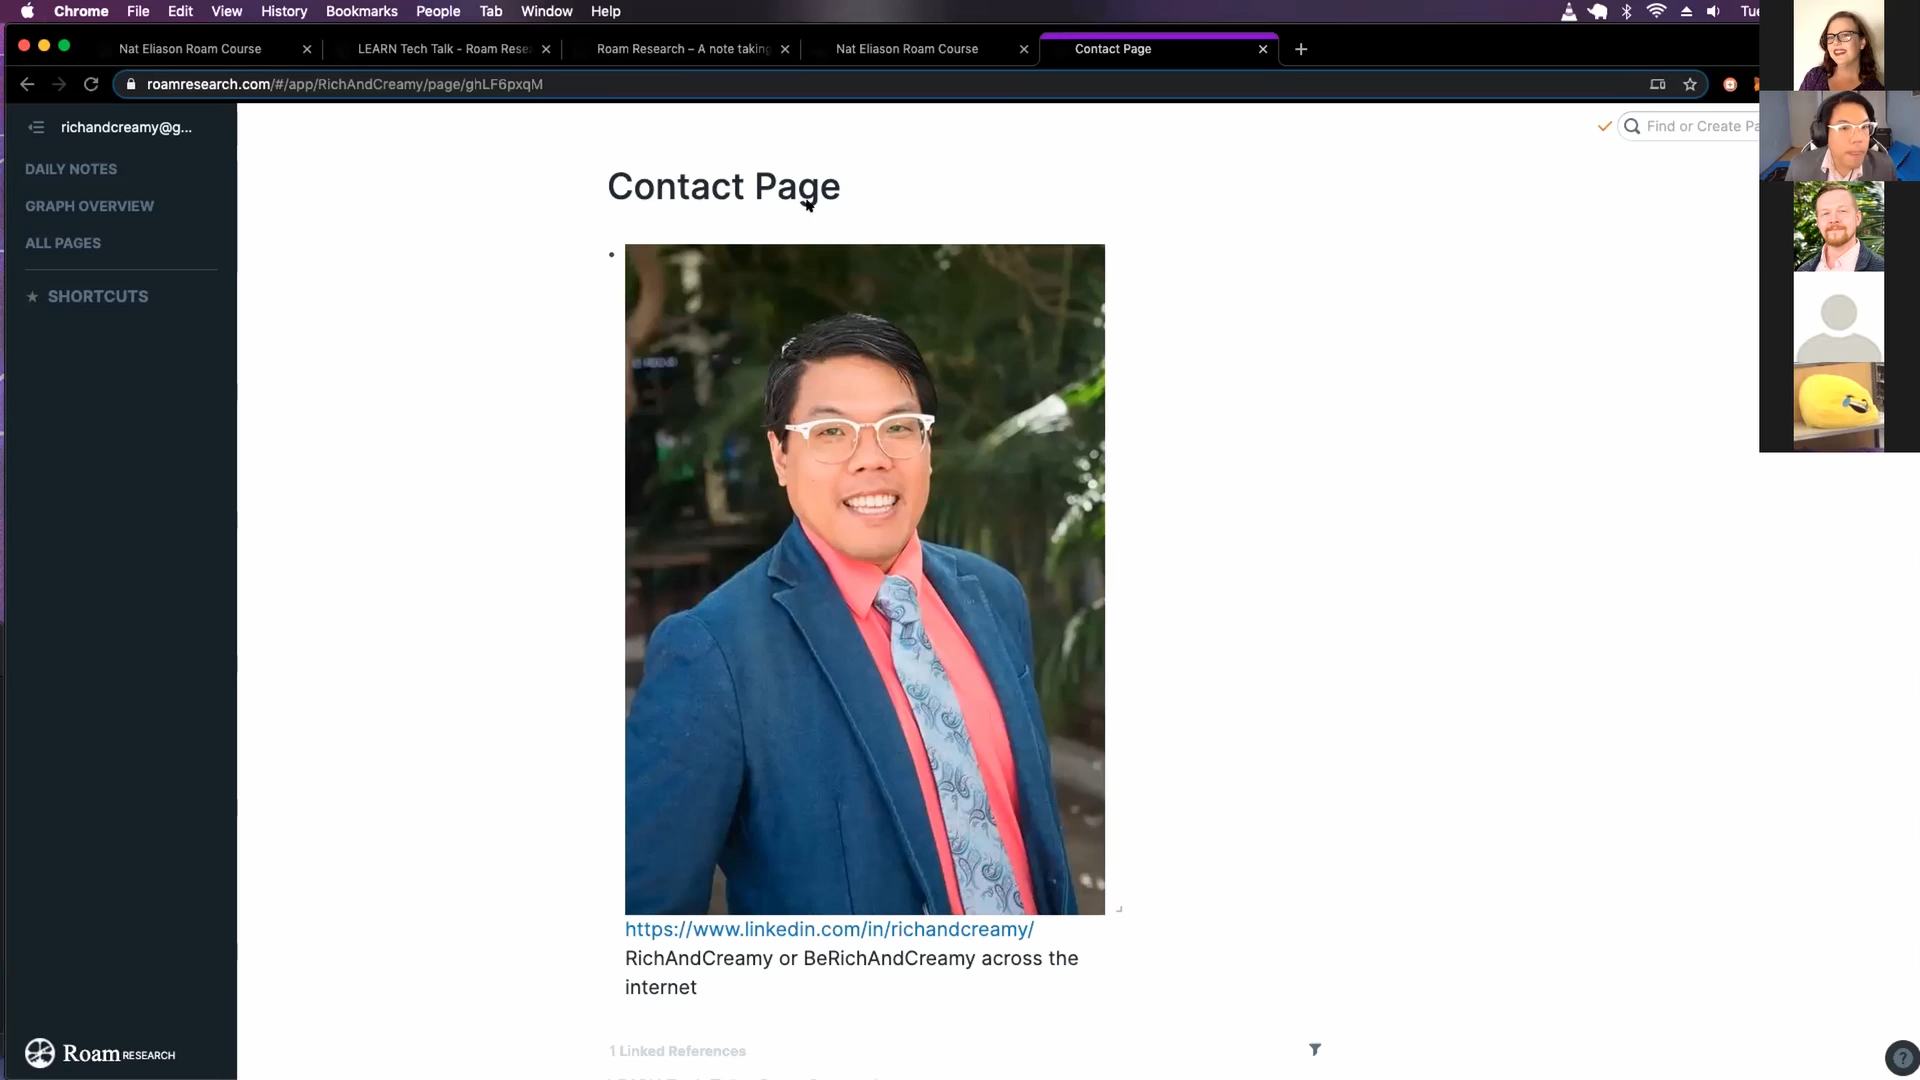 Chrome File Edit View History Bookmarks People Tab Window Help
Tue
Nat Eliason Roam Course
LEARN Tech Talk - Roam Rese
Roam Research – A note taking
Nat Eliason Roam Course
Contact Page
roamresearch.com/#/app/RichAndCreamy/page/ghLF6pxqM
richandcreamy@g...
Find or Create Pa
DAILY NOTES
GRAPH OVERVIEW
ALL PAGES
★ SHORTCUTS
Contact Page
https://www.linkedin.com/in/richandcreamy/
RichAndCreamy or BeRichAndCreamy across the
internet
1 Linked References
Roam RESEARCH